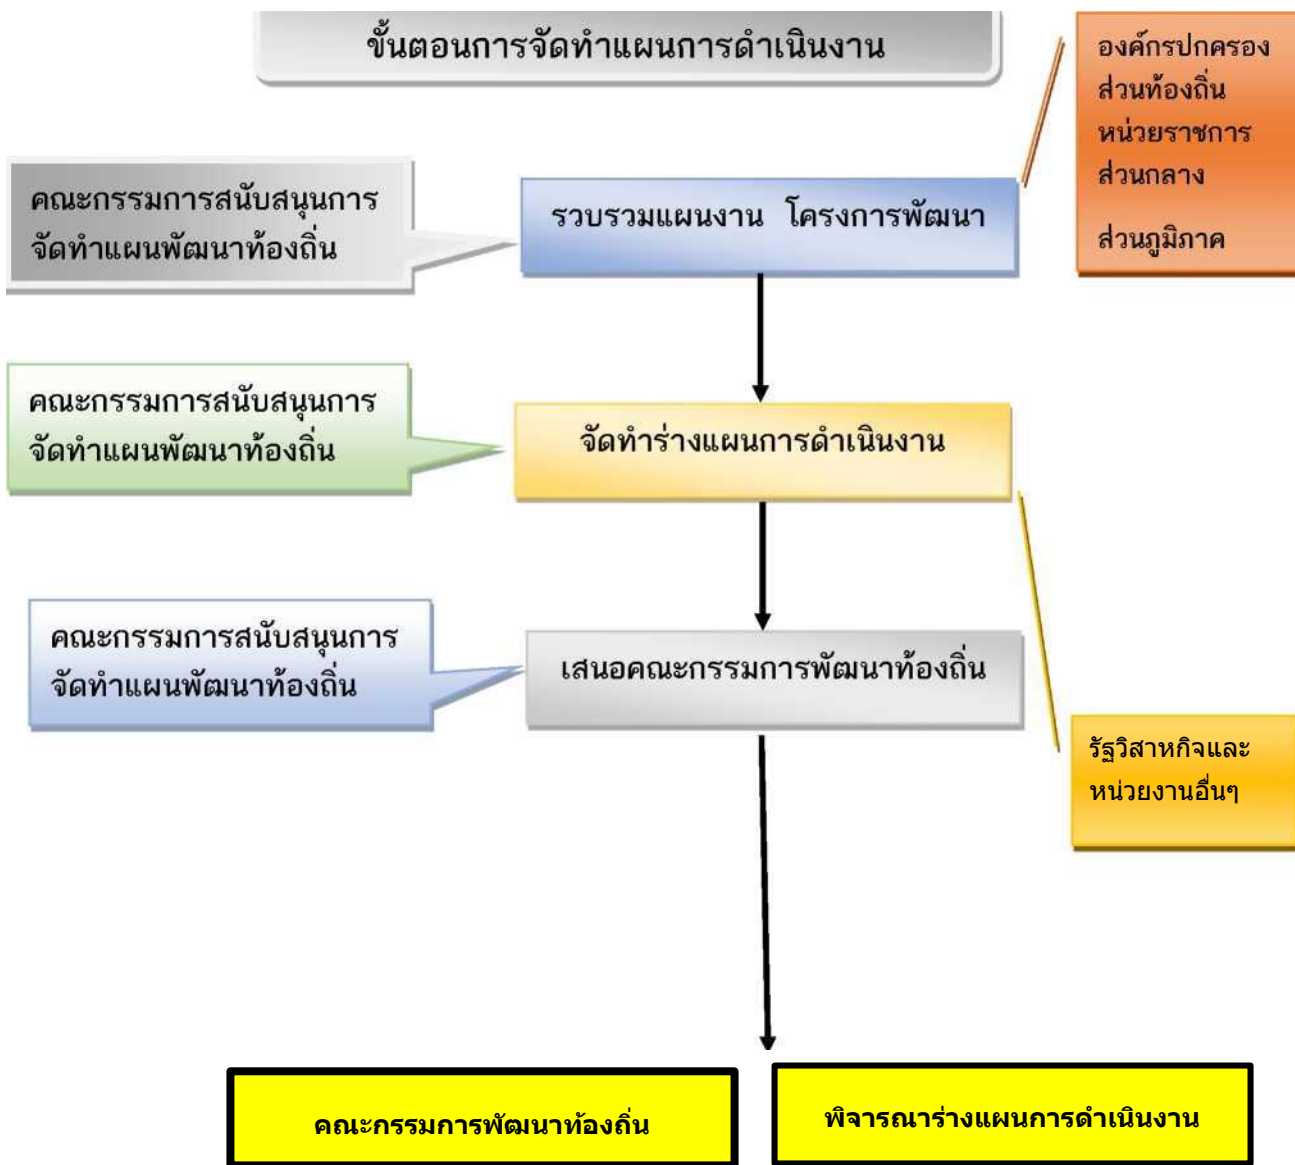 ขั้นตอนการจัดทำแผนการดำเนินงาน
องค์กรปกครอง
ส่วนท้องถิ่น
หน่วยราชการ
ส่วนกลาง
ส่วนภูมิภาค
คณะกรรมการสนับสนุนการ
จัดทำแผนพัฒนาท้องถิ่น
รวบรวมแผนงาน โครงการพัฒนา
คณะกรรมการสนับสนุนการ
จัดทำแผนพัฒนาท้องถิ่น
จัดทำร่างแผนการดำเนินงาน
คณะกรรมการสนับสนุนการ
จัดทำแผนพัฒนาท้องถิ่น
เสนอคณะกรรมการพัฒนาท้องถิ่น
รัฐวิสาหกิจและ
หน่วยงานอื่นๆ
คณะกรรมการพัฒนาท้องถิ่น
พิจารณาร่างแผนการดำเนินงาน